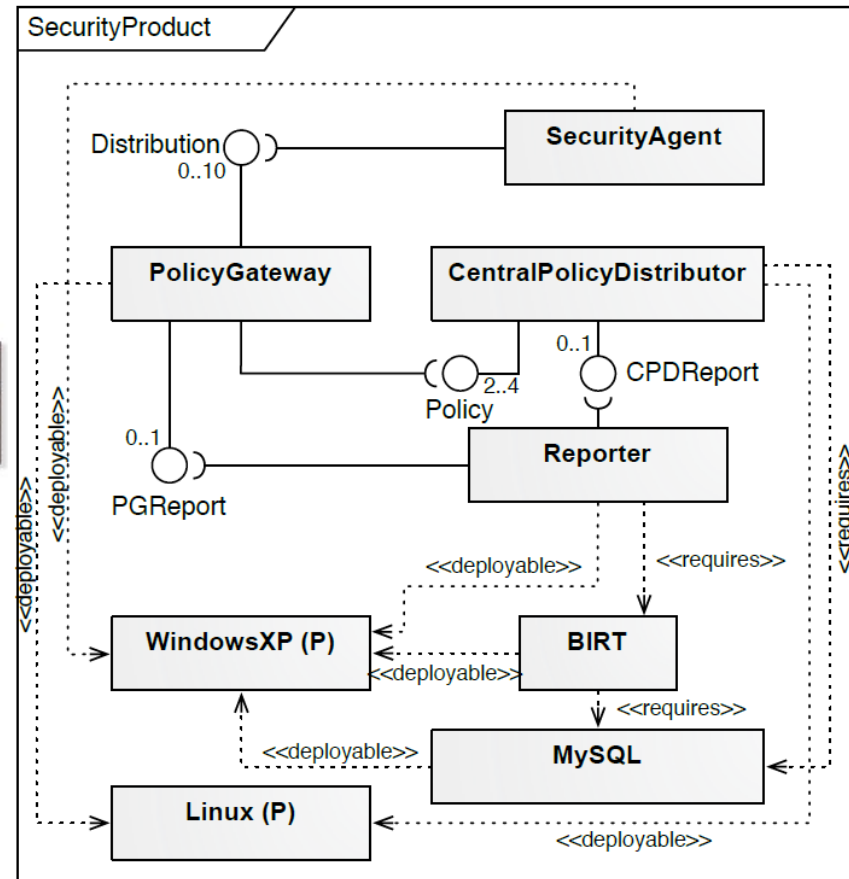 SecurityProduct
Distribution
0..10
SecurityAgent
PolicyGateway
CentralPolicyDistributor
0..1
CPDReport
2..4
Policy
0..1
PGReport
Reporter
<<deployable>>
<<deployable>>
<<requires>>
<<deployable>>
<<requires>>
WindowsXP (P)
BIRT
<<deployable>>
<<requires>>
<<deployable>>
MySQL
Linux (P)
<<deployable>>